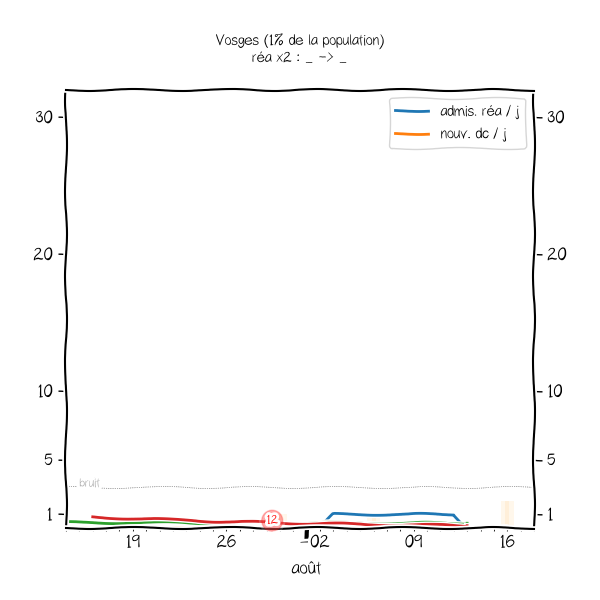 Vosges (1% de la population)
réa x2 : _ -> _
admis. réa / j
nouv. dc / j
30
30
20
20
10
10
5
5
bruit
1
12
1
19
26
02
09
16
août